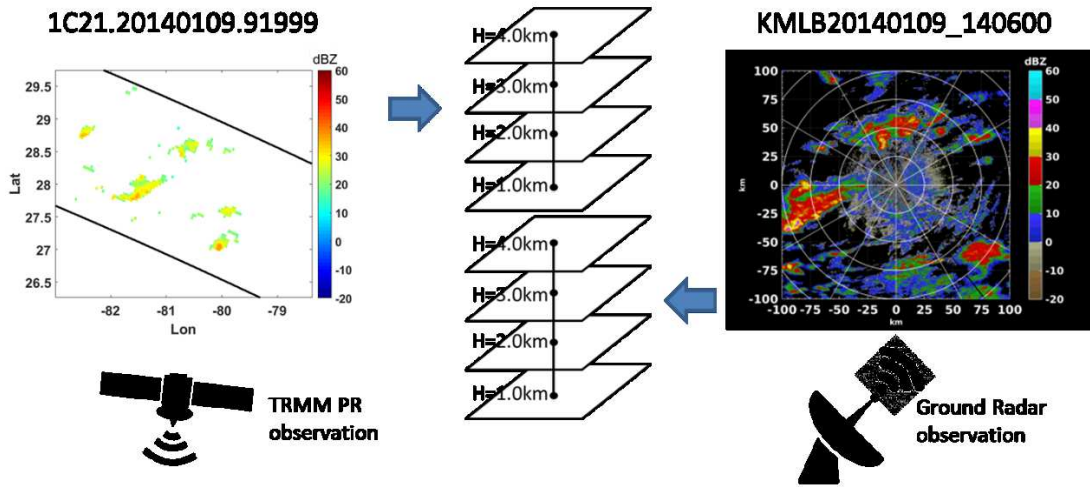 1C21.20140109.91999
dBZ
29.5
29
28.5
28
27.5
27
26.5
Lat
-82
-81
-80
-79
Lon
60
50
40
30
20
10
0
-10
-20
TRMM PR
observation
H=4.0km
H=3.0km
H=2.0km
H=1.0km
H=4.0km
H=3.0km
H=2.0km
H=1.0km
KMLB20140109_140600
dBZ
100
75
50
25
0
-25
-50
-75
-100
km
-100
-75
-50
-25
0
25
50
75
100
km
60
50
40
30
20
10
0
-10
-20
Ground Radar
observation